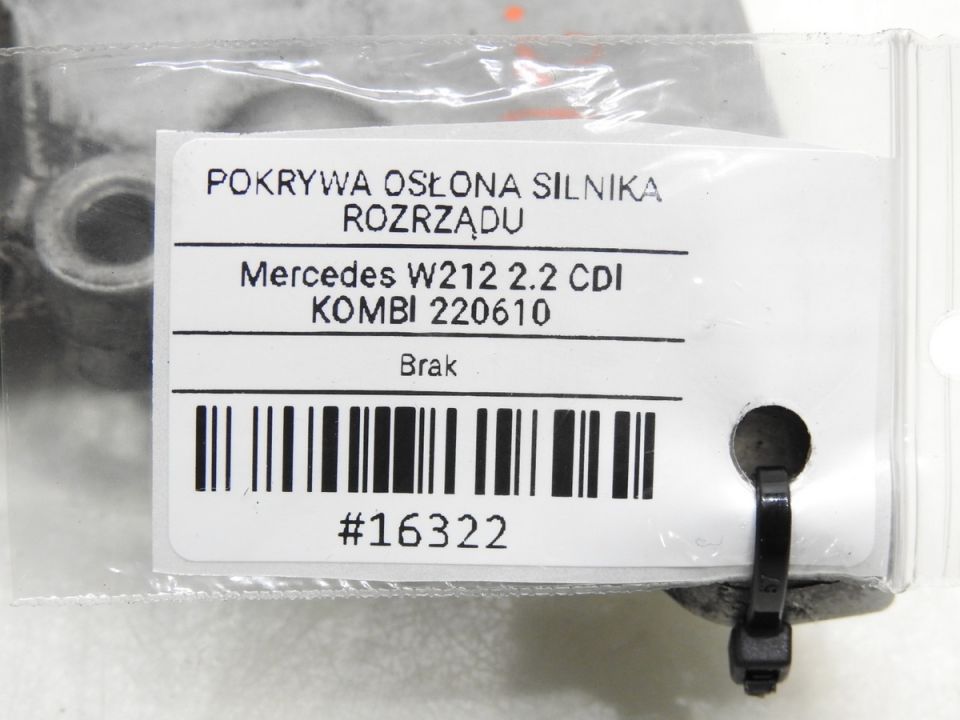 POKRYWA OSŁONA SILNIKA
ROZRZĄDU
Mercedes W212 2.2 CDI
KOMBI 220610
Brak
#16322